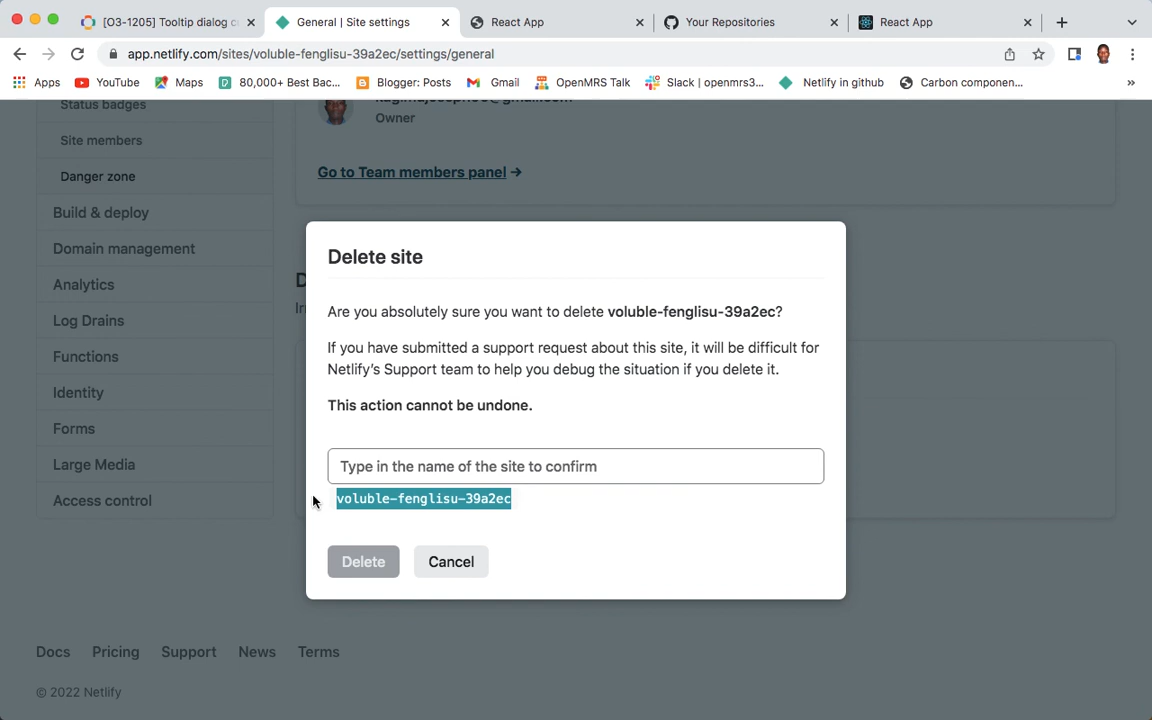 [O3-1205] Tooltip dialog c
General | Site settings
React App
Your Repositories
React App
app.netlify.com/sites/voluble-fenglisu-39a2ec/settings/general
Apps
YouTube
Maps
80,000+ Best Bac...
Blogger: Posts
Gmail
OpenMRS Talk
Slack | openmrs3...
Netlify in github
Carbon componen...
»
Status badges
Site members
Danger zone
Build & deploy
Domain management
Analytics
Log Drains
Functions
Identity
Forms
Large Media
Access control
Owner
Go to Team members panel →
Delete site
Are you absolutely sure you want to delete voluble-fenglisu-39a2ec?
If you have submitted a support request about this site, it will be difficult for
Netlify's Support team to help you debug the situation if you delete it.
This action cannot be undone.
Type in the name of the site to confirm
voluble-fenglisu-39a2ec
Delete
Cancel
Docs
Pricing
Support
News
Terms
© 2022 Netlify